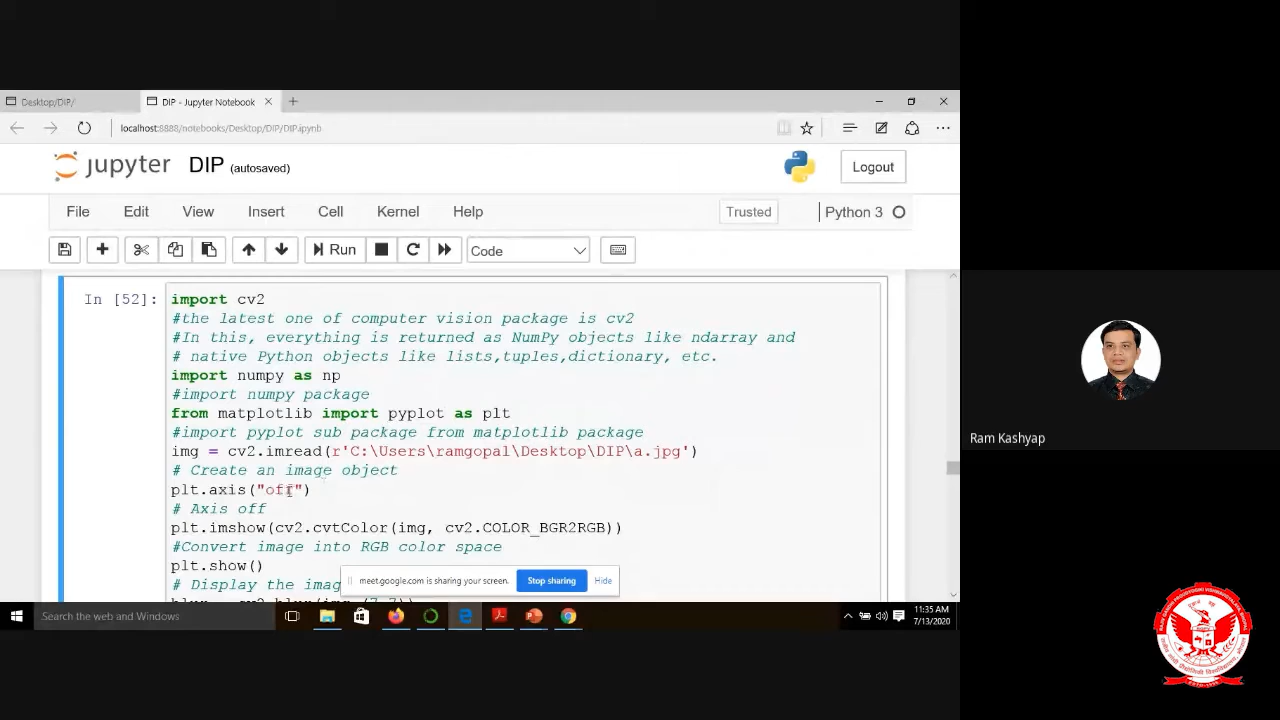 Desktop/DIP/
DIP - Jupyter Notebook
localhost:8888/notebooks/Desktop/DIP/DIP.ipynb
jupyter DIP (autosaved)
Logout
File Edit View Insert Cell Kernel Help
Trusted
Python 3
Run
Code
In [52]:
import cv2
#the latest one of computer vision package is cv2
#In this, everything is returned as NumPy objects like ndarray and
# native Python objects like lists,tuples,dictionary, etc.
import numpy as np
#import numpy package
from matplotlib import pyplot as plt
#import pyplot sub package from matplotlib package
img = cv2.imread(r'C:\Users\ramgopal\Desktop\DIP\a.jpg')
# Create an image object
plt.axis("off")
# Axis off
plt.imshow(cv2.cvtColor(img, cv2.COLOR_BGR2RGB))
#Convert image into RGB color space
plt.show()
# Display the
meet.google.com is sharing your screen.
Stop sharing
Hide
Search the web and Windows
11:35 AM
7/13/2020
Ram Kashyap